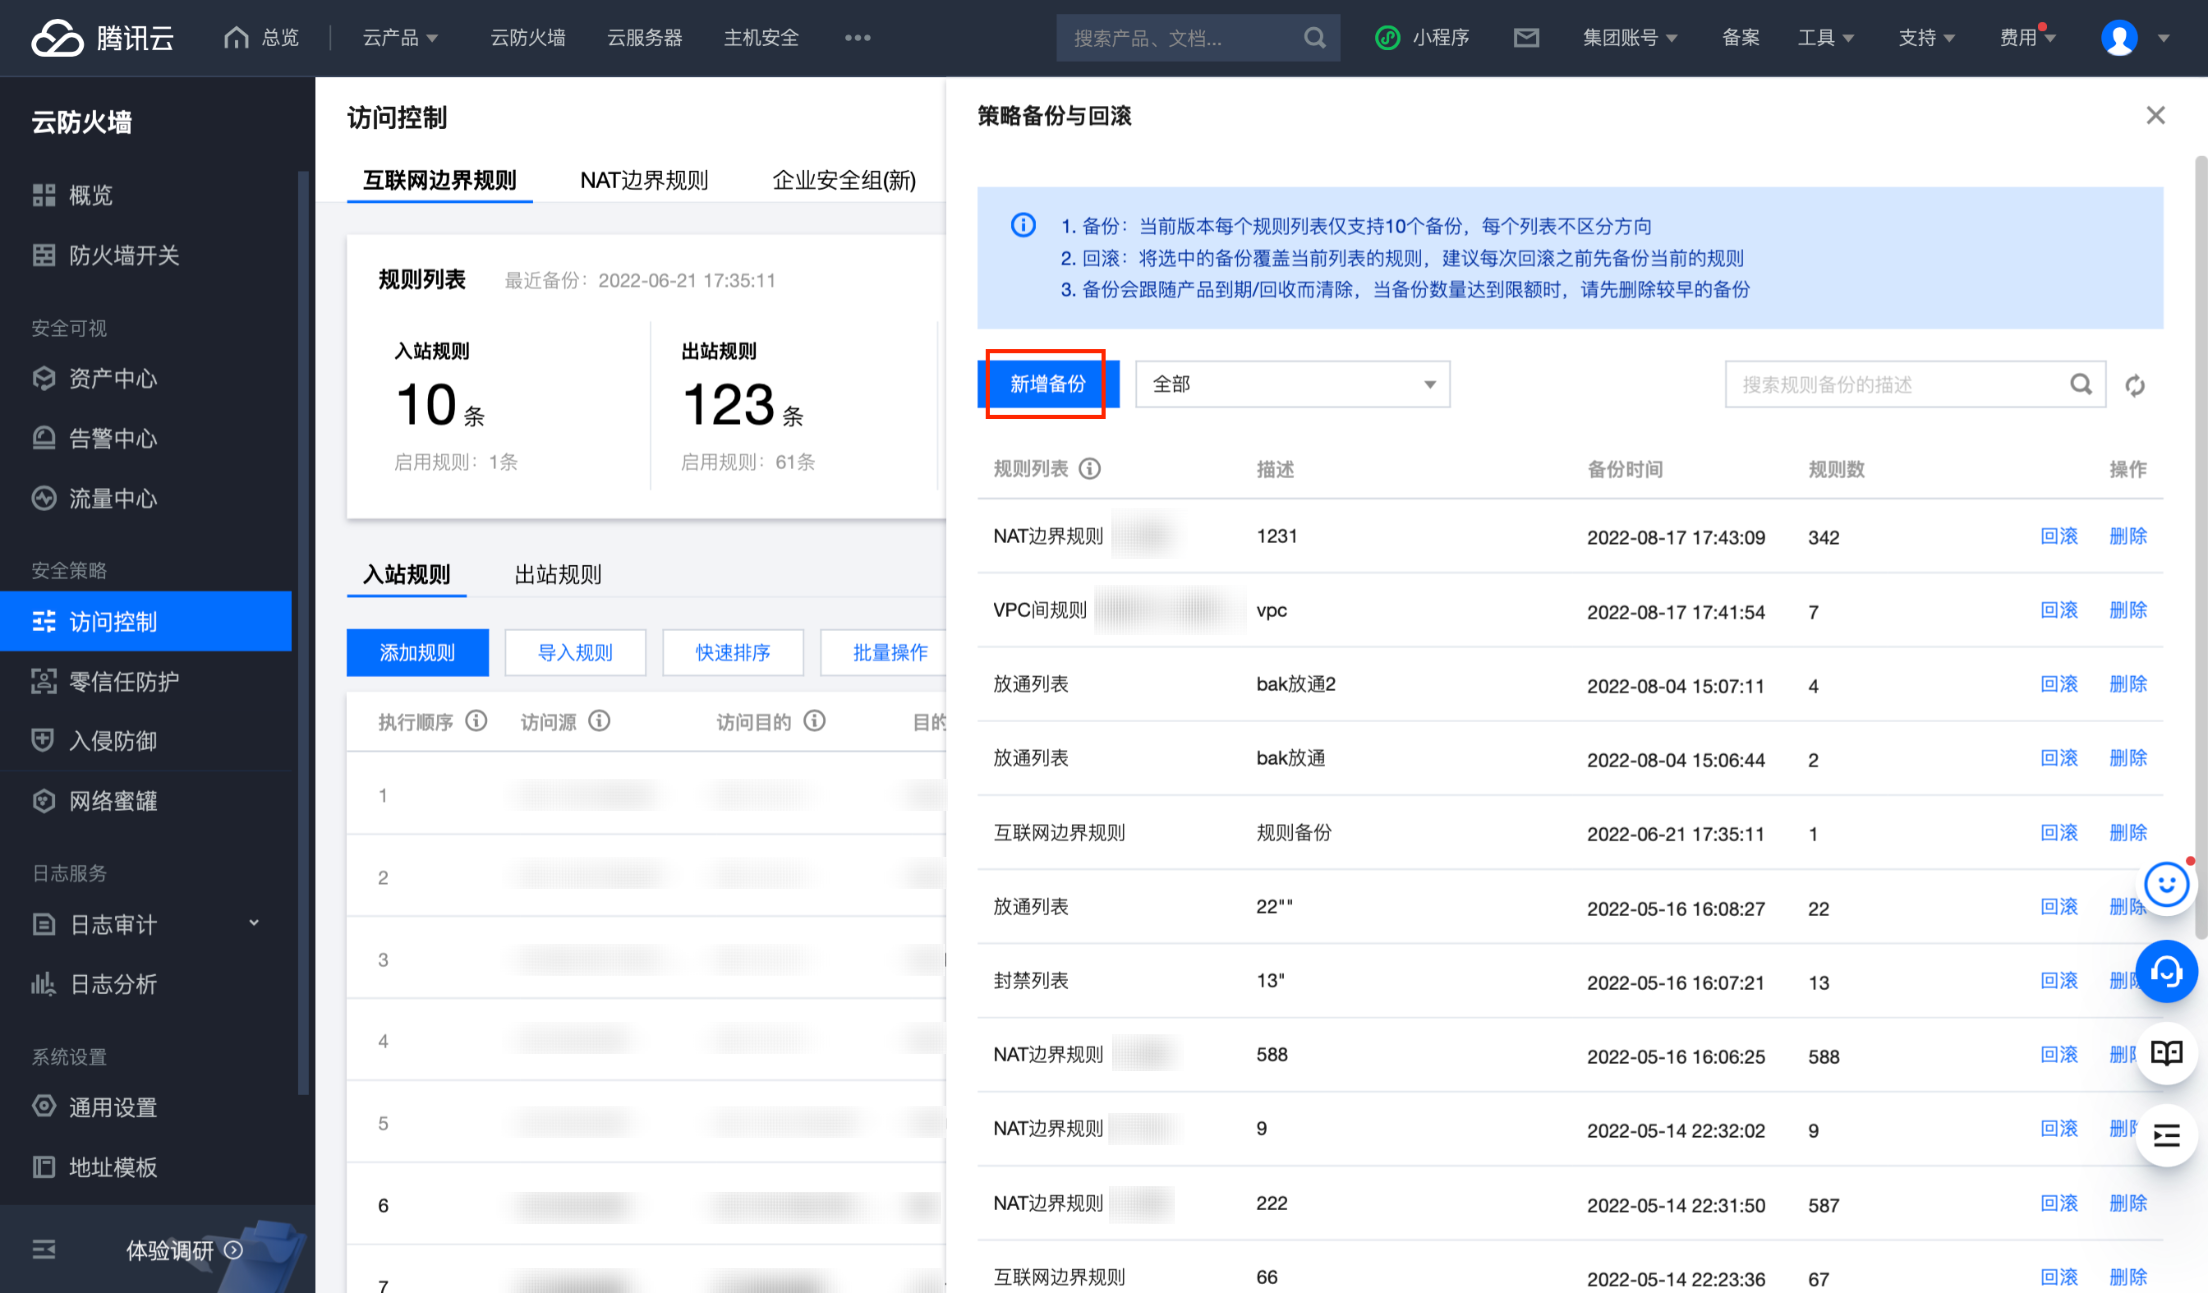 腾讯云 总览 云产品 云防火墙 云服务器 主机安全 ••• 搜索产品、文档... 小程序 集团账号 备案 工具 支持 费用
云防火墙
概览
防火墙开关
安全可视
资产中心
告警中心
流量中心
安全策略
访问控制
零信任防护
入侵防御
网络蜜罐
日志服务
日志审计
日志分析
系统设置
通用设置
地址模板
体验调研
访问控制
互联网边界规则 NAT边界规则 企业安全组(新)
规则列表 最近备份：2022-06-21 17:35:11
入站规则 出站规则
10 条 123 条
启用规则：1条 启用规则：61条
入站规则 出站规则
添加规则 导入规则 快速排序 批量操作
执行顺序 访问源 访问目的 目的
1
2
3
4
5
6
7
策略备份与回滚
1. 备份：当前版本每个规则列表仅支持10个备份，每个列表不区分方向
2. 回滚：将选中的备份覆盖当前列表的规则，建议每次回滚之前先备份当前的规则
3. 备份会跟随产品到期/回收而清除，当备份数量达到限额时，请先删除较早的备份
新增备份 全部 搜索规则备份的描述
规则列表 描述 备份时间 规则数 操作
NAT边界规则 1231 2022-08-17 17:43:09 342 回滚 删除
VPC间规则 vpc 2022-08-17 17:41:54 7 回滚 删除
放通列表 bak放通2 2022-08-04 15:07:11 4 回滚 删除
放通列表 bak放通 2022-08-04 15:06:44 2 回滚 删除
互联网边界规则 规则备份 2022-06-21 17:35:11 1 回滚 删除
放通列表 22"" 2022-05-16 16:08:27 22 回滚 删除
封禁列表 13" 2022-05-16 16:07:21 13 回滚 删除
NAT边界规则 588 2022-05-16 16:06:25 588 回滚 删除
NAT边界规则 9 2022-05-14 22:32:02 9 回滚 删除
NAT边界规则 222 2022-05-14 22:31:50 587 回滚 删除
互联网边界规则 66 2022-05-14 22:23:36 67 回滚 删除